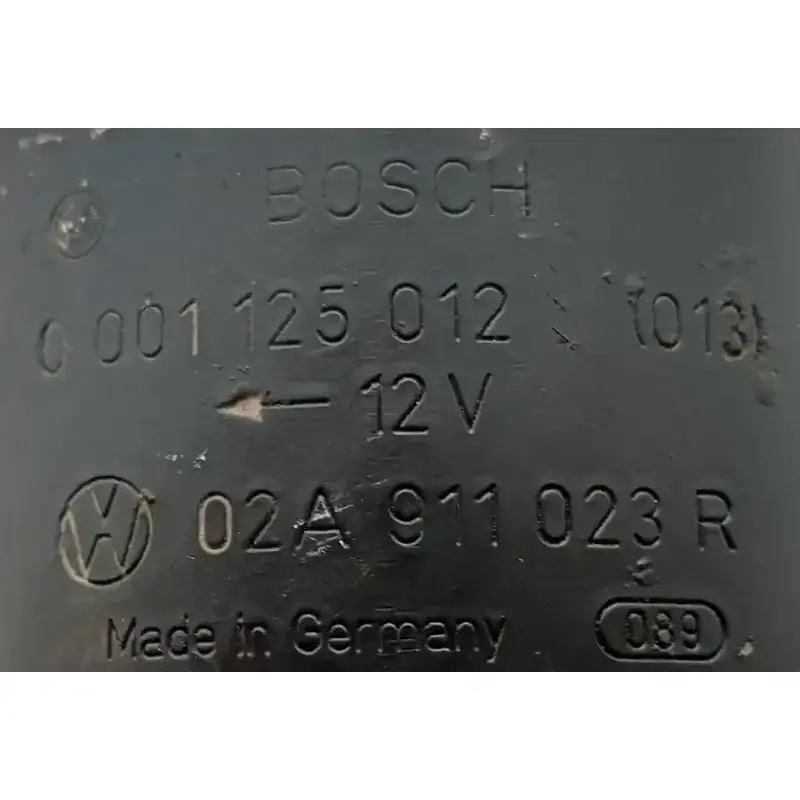 BOSCH
0 001 125 012 (013)
12 V
02A 911 023 R
Made in Germany 089